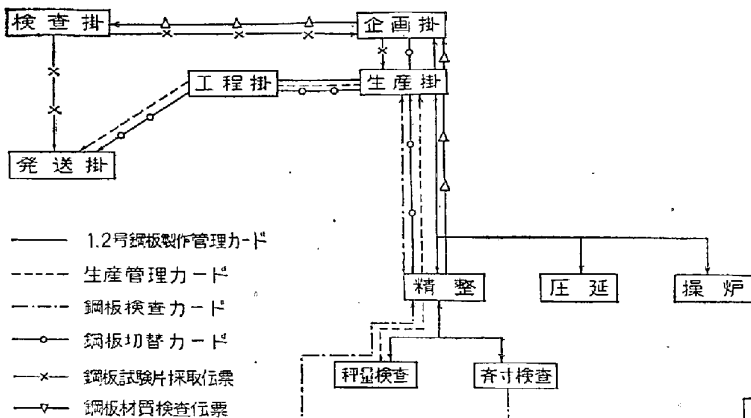 検査掛
企画掛
工程掛
生産掛
発送掛
1.2号鋼板製作管理カード
生産管理カード
鋼板検査カード
鋼板切替カード
鋼板試験片採取伝票
鋼板材質検査伝票
精整
圧延
操炉
秤量検査
斉寸検査